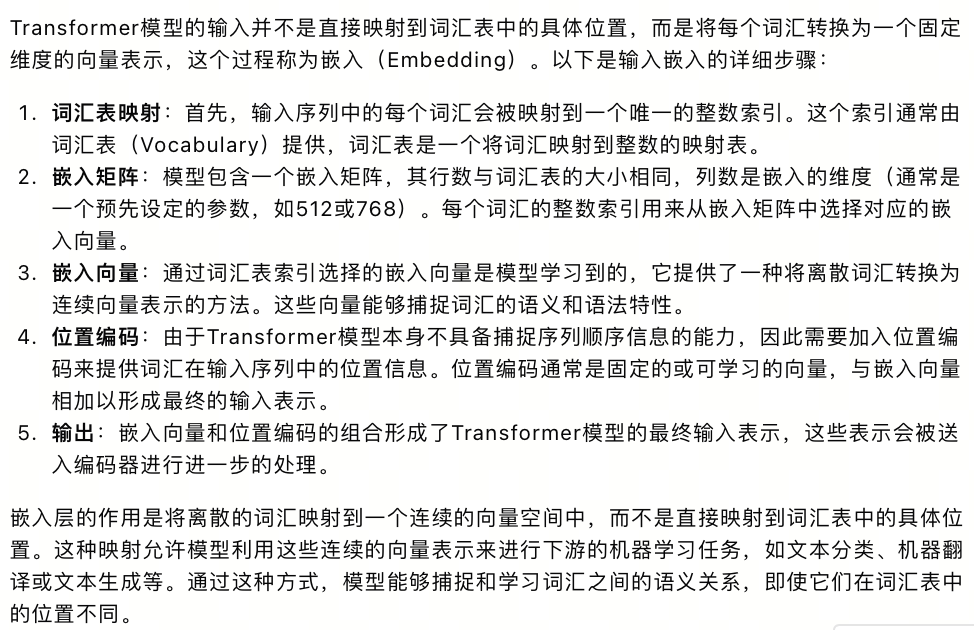 Transformer模型的输入并不是直接映射到词汇表中的具体位置，而是将每个词汇转换为一个固定
维度的向量表示，这个过程称为嵌入（Embedding）。以下是输入嵌入的详细步骤：
1. 词汇表映射：首先，输入序列中的每个词汇会被映射到一个唯一的整数索引。这个索引通常由
词汇表（Vocabulary）提供，词汇表是一个将词汇映射到整数的映射表。
2. 嵌入矩阵：模型包含一个嵌入矩阵，其行数与词汇表的大小相同，列数是嵌入的维度（通常是
一个预先设定的参数，如512或768）。每个词汇的整数索引用来从嵌入矩阵中选择对应的嵌
入向量。
3. 嵌入向量：通过词汇表索引选择的嵌入向量是模型学习到的，它提供了一种将离散词汇转换为
连续向量表示的方法。这些向量能够捕捉词汇的语义和语法特性。
4. 位置编码：由于Transformer模型本身不具备捕捉序列顺序信息的能力，因此需要加入位置编
码来提供词汇在输入序列中的位置信息。位置编码通常是固定的或可学习的向量，与嵌入向量
相加以形成最终的输入表示。
5. 输出：嵌入向量和位置编码的组合形成了Transformer模型的最终输入表示，这些表示会被送
入编码器进行进一步的处理。
嵌入层的作用是将离散的词汇映射到一个连续的向量空间中，而不是直接映射到词汇表中的具体位
置。这种映射允许模型利用这些连续的向量表示来进行下游的机器学习任务，如文本分类、机器翻
译或文本生成等。通过这种方式，模型能够捕捉和学习词汇之间的语义关系，即使它们在词汇表中
的位置不同。